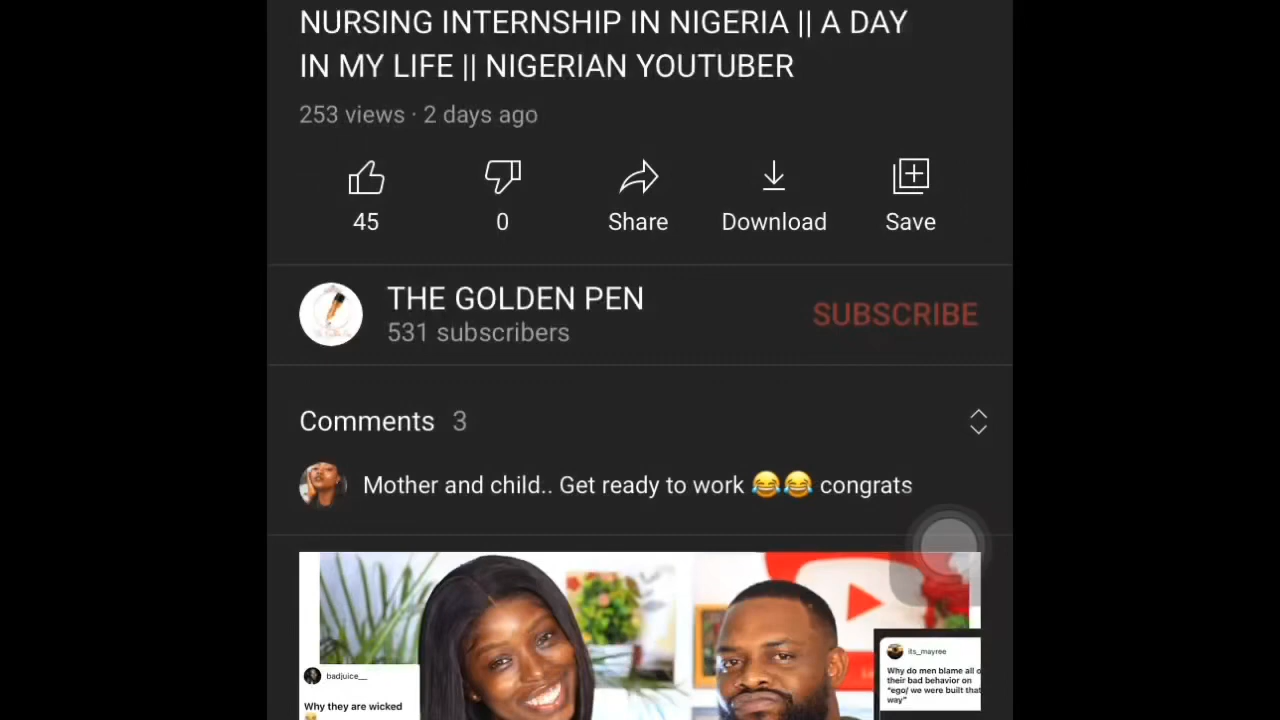 NURSING INTERNSHIP IN NIGERIA || A DAY
IN MY LIFE || NIGERIAN YOUTUBER
253 views · 2 days ago
45
0
Share
Download
Save
THE GOLDEN PEN
531 subscribers
SUBSCRIBE
Comments 3
Mother and child.. Get ready to work 😂😂 congrats
badjuice__
Why they are wicked
its_mayree
Why do men blame all o
their bad behavior on
"ego/ we were built that
way"